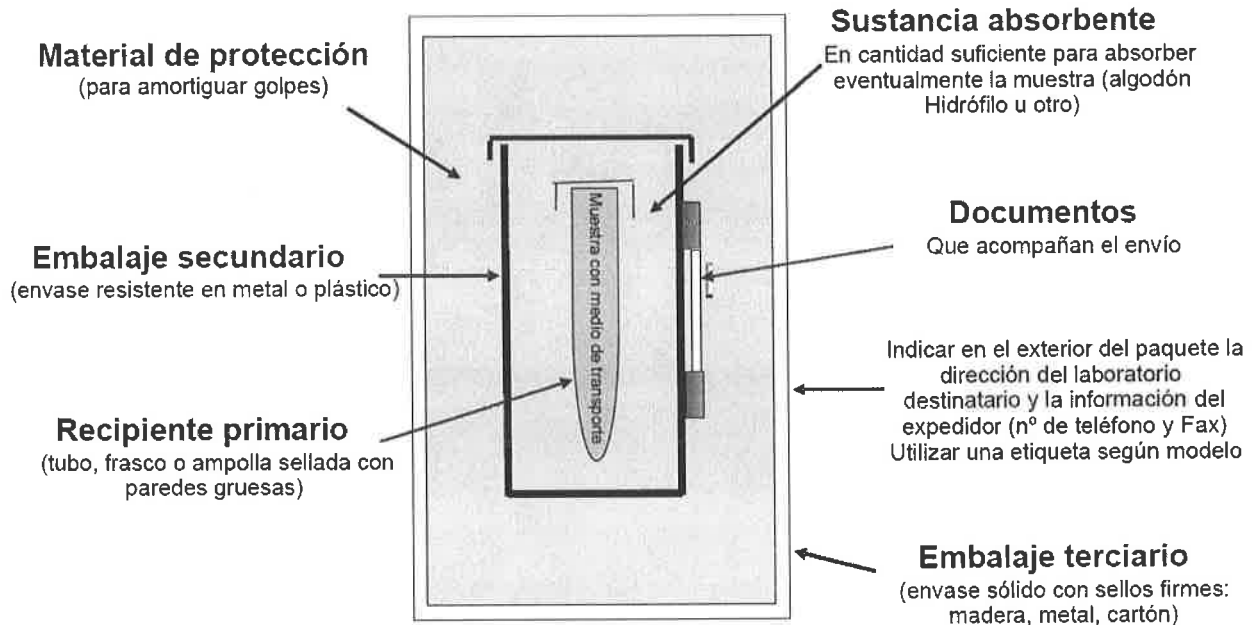 Material de protección
(para amortiguar golpes)
Embalaje secundario
(envase resistente en metal o plástico)
Recipiente primario
(tubo, frasco o ampolla sellada con
paredes gruesas)
Muestra con medio de transporte
Sustancia absorbente
En cantidad suficiente para absorber
eventualmente la muestra (algodón
Hidrófilo u otro)
Documentos
Que acompañan el envío
Indicar en el exterior del paquete la
dirección del laboratorio
destinatario y la información del
expedidor (nº de teléfono y Fax)
Utilizar una etiqueta según modelo
Embalaje terciario
(envase sólido con sellos firmes:
madera, metal, cartón)